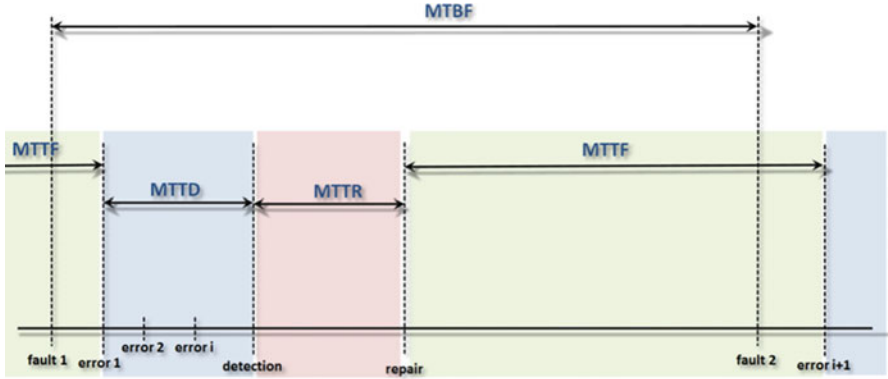 MTBF
MTTF
MTTF
MTTD
MTTR
fault 1
error 1
error 2
error i
detection
repair
fault 2
error i+1